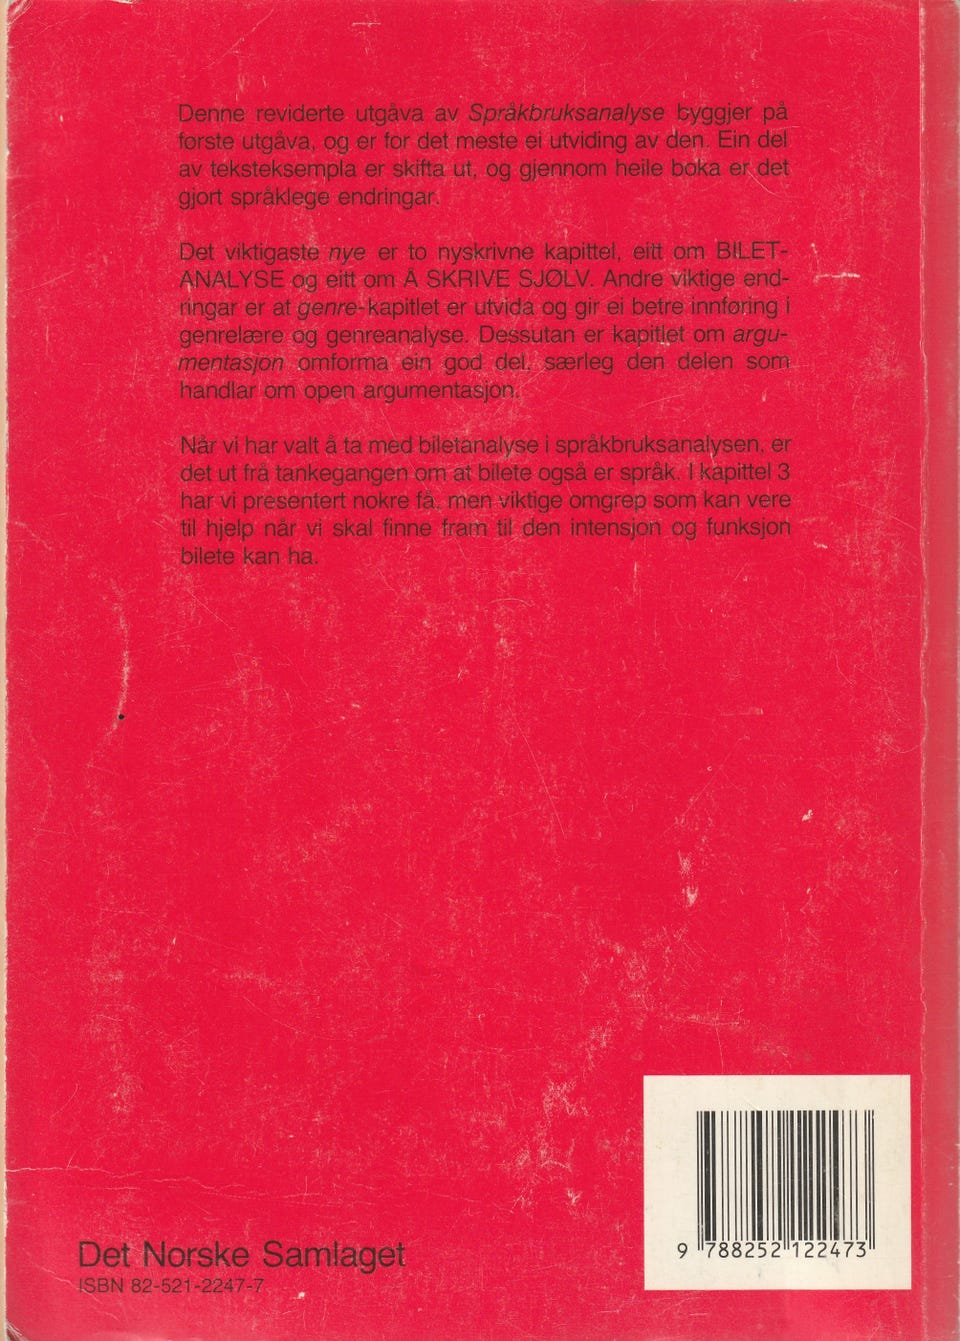 Denne reviderte utgåva av Språkbruksanalyse byggjer på
første utgåva, og er for det meste ei utviding av den. Ein del
av teksteksempla er skifta ut, og gjennom heile boka er det
gjort språklege endringar.
Det viktigaste nye er to nyskrivne kapittel, eitt om BILET-
ANALYSE og eitt om Å SKRIVE SJØLV. Andre viktige end-
ringar er at genre-kapitlet er utvida og gir ei betre innføring i
genrelære og genreanalyse. Dessutan er kapitlet om argu-
mentasjon omforma ein god del, særleg den delen som
handlar om open argumentasjon.
Når vi har valt å ta med biletanalyse i språkbruksanalysen, er
det ut frå tankegangen om at bilete også er språk. I kapittel 3
har vi presentert nokre få, men viktige omgrep som kan vere
til hjelp når vi skal finne fram til den intensjon og funksjon
bilete kan ha.
Det Norske Samlaget
ISBN 82-521-2247-7
9 788252 122473